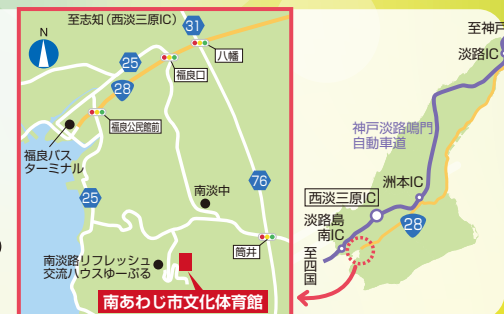 至志知(西淡三原IC)
31
N
25
八幡
福良口
28
福良公民館前
福良バス
ターミナル
25
南淡中
76
筒井
南淡路リフレッシュ
交流ハウスゆーぷる
南あわじ市文化体育館
至神戸
淡路IC
神戸淡路鳴門
自動車道
洲本IC
西淡三原IC
淡路島
南IC
28
至四国